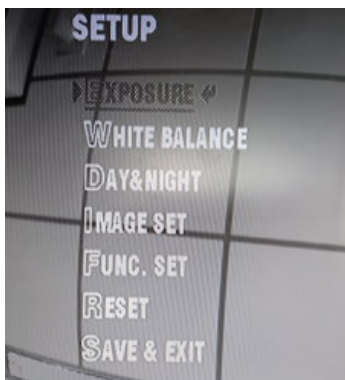 SETUP
EXPOSURE ↵
WHITE BALANCE
DAY&NIGHT
IMAGE SET
FUNC. SET
RESET
SAVE & EXIT